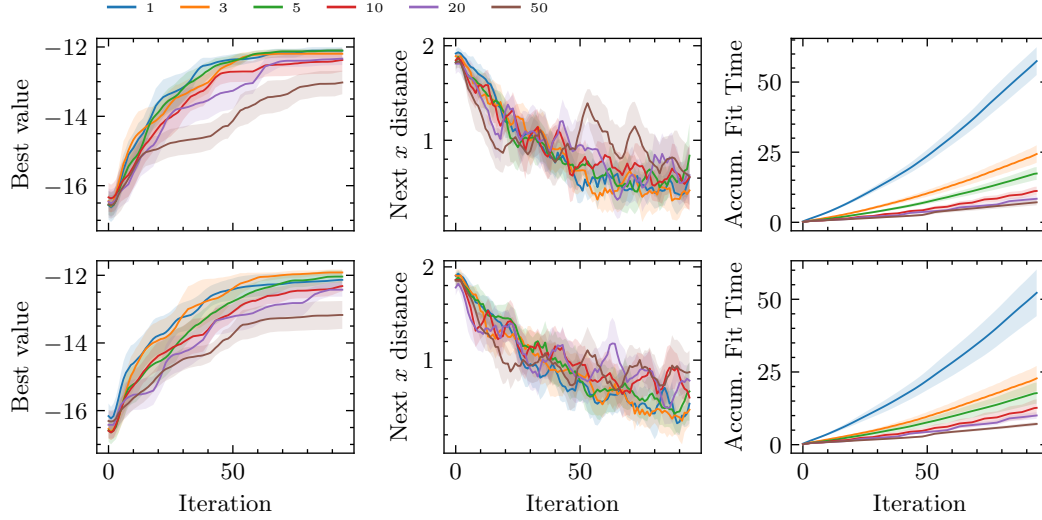 1 3 5 10 20 50
−12
−14
−16
Best value
2
1
Next x distance
50
25
0
Accum. Fit Time
−12
−14
−16
Best value
0 50
Iteration
2
1
Next x distance
0 50
Iteration
50
25
0
Accum. Fit Time
0 50
Iteration